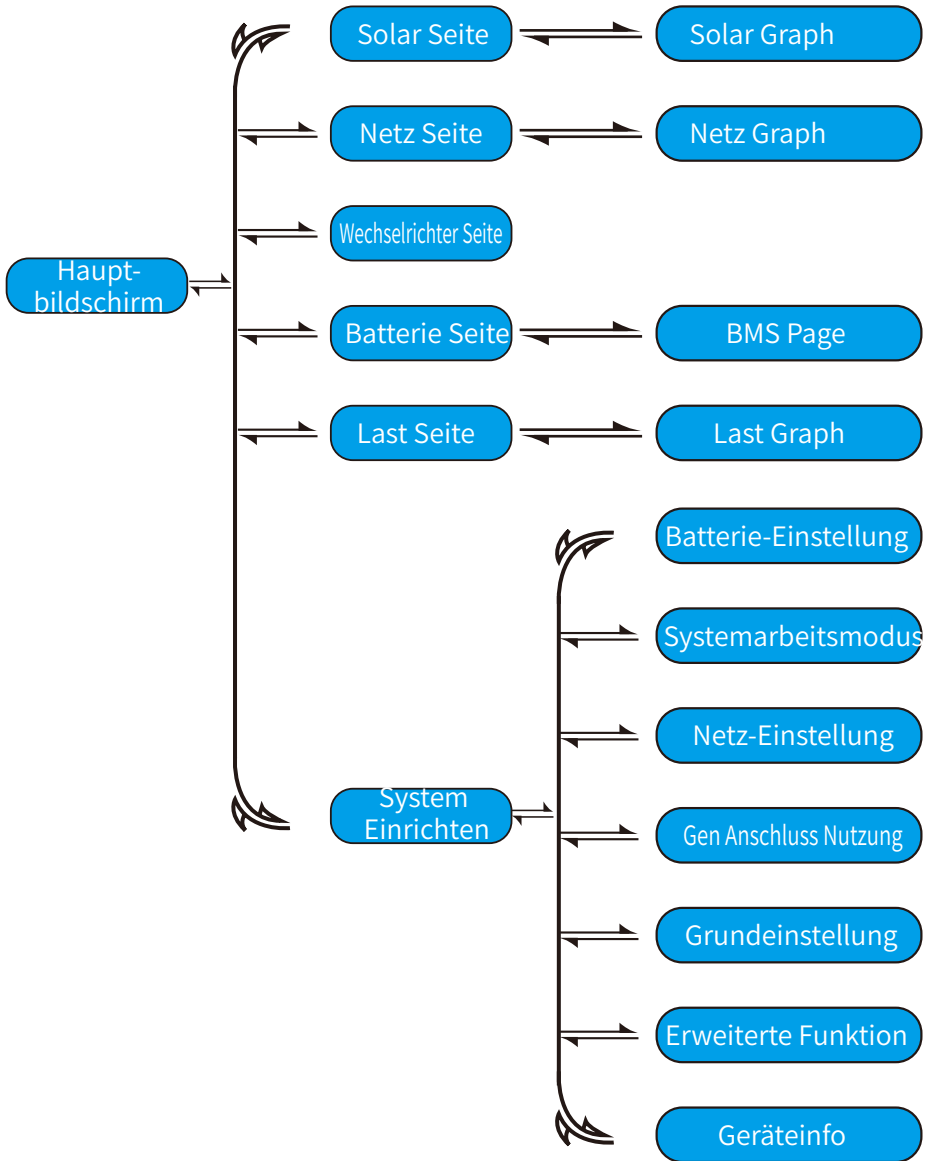 Solar Seite
Solar Graph
Netz Seite
Netz Graph
Wechselrichter Seite
Haupt-
bildschirm
Batterie Seite
BMS Page
Last Seite
Last Graph
Batterie-Einstellung
Systemarbeitsmodus
Netz-Einstellung
System
Einrichten
Gen Anschluss Nutzung
Grundeinstellung
Erweiterte Funktion
Geräteinfo